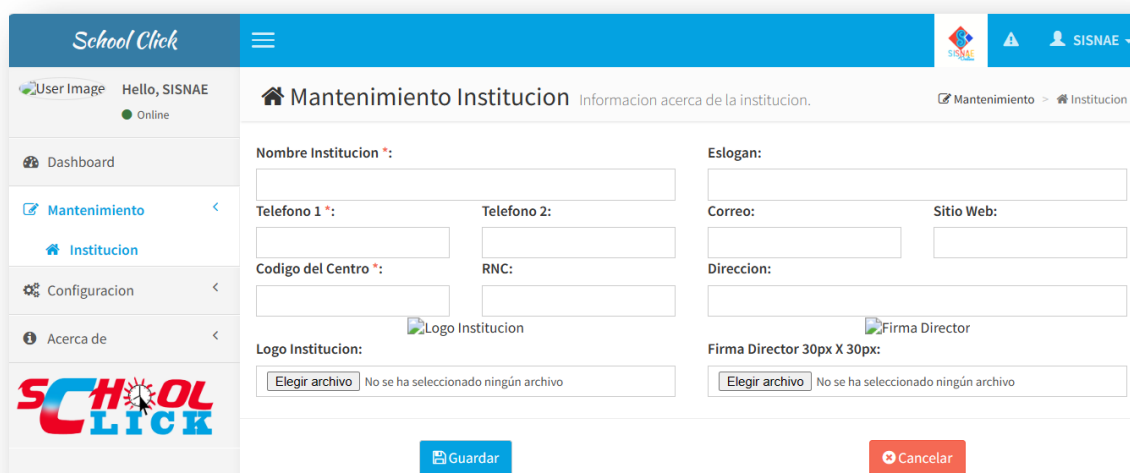 School Click
SISNAE
SISNAE
User Image Hello, SISNAE
Online
Mantenimiento Institucion Informacion acerca de la institucion.
Mantenimiento > Institucion
Dashboard
Mantenimiento
Institucion
Configuracion
Acerca de
SCHOOL
CLICK
Nombre Institucion *:
Eslogan:
Telefono 1 *:
Telefono 2:
Correo:
Sitio Web:
Codigo del Centro *:
RNC:
Direccion:
Logo Institucion
Firma Director
Logo Institucion:
Firma Director 30px X 30px:
Elegir archivo No se ha seleccionado ningún archivo
Elegir archivo No se ha seleccionado ningún archivo
Guardar
Cancelar